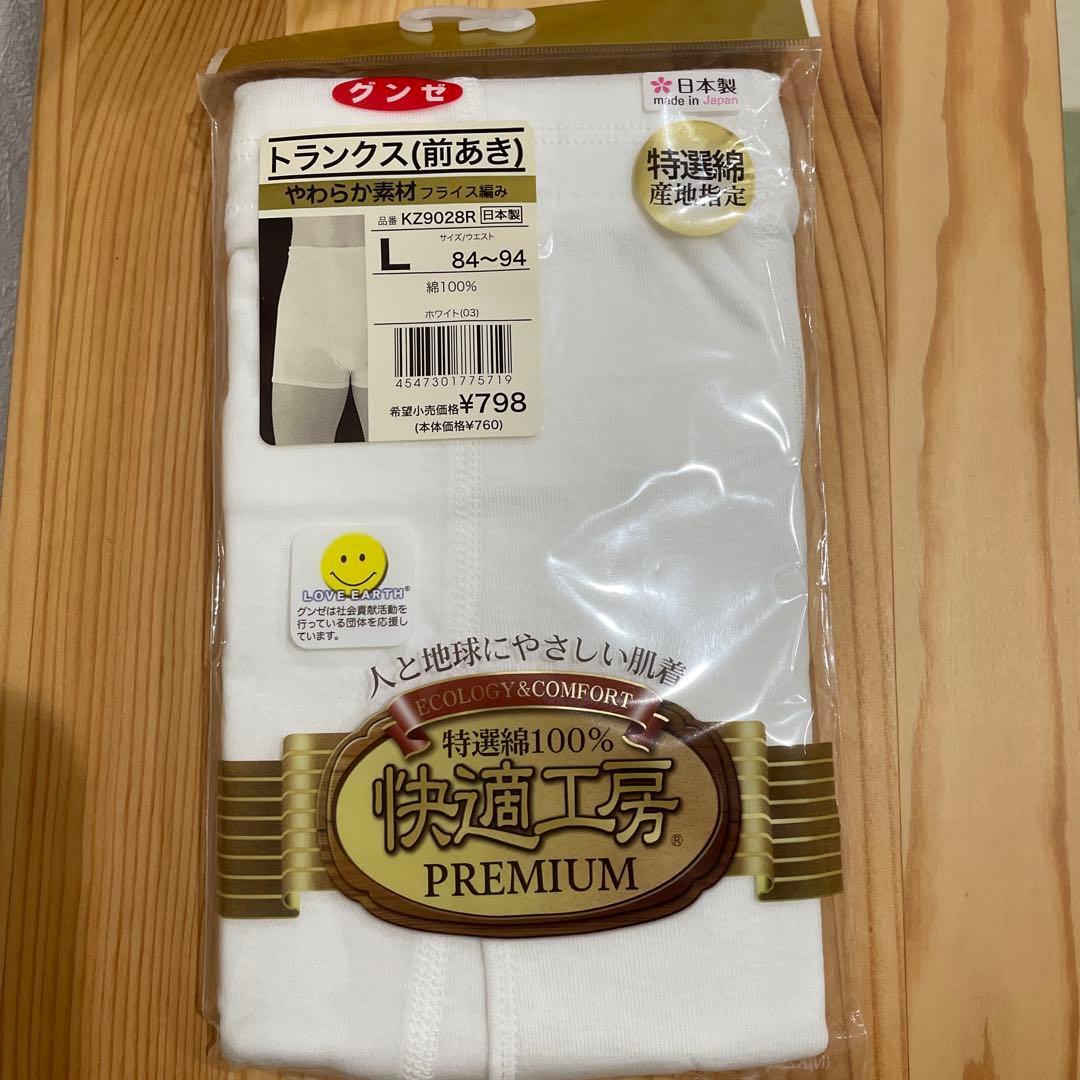 グンゼ
日本製
made in Japan
トランクス(前あき)
やわらか素材 フライス編み
品番 KZ9028R 日本製
サイズ/ウエスト
L 84〜94
綿100%
ホワイト(03)
4547301775719
希望小売価格¥798
(本体価格¥760)
特選綿
産地指定
LOVE EARTH®
グンゼは社会貢献活動を
行っている団体を応援し
ています。
人と地球にやさしい肌着
ECOLOGY&COMFORT
特選綿100%
快適工房®
PREMIUM